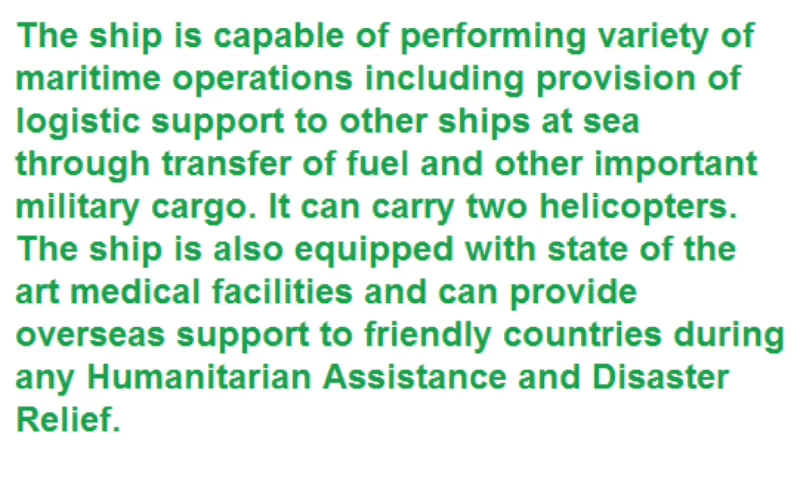 The ship is capable of performing variety of
maritime operations including provision of
logistic support to other ships at sea
through transfer of fuel and other important
military cargo. It can carry two helicopters.
The ship is also equipped with state of the
art medical facilities and can provide
overseas support to friendly countries during
any Humanitarian Assistance and Disaster
Relief.